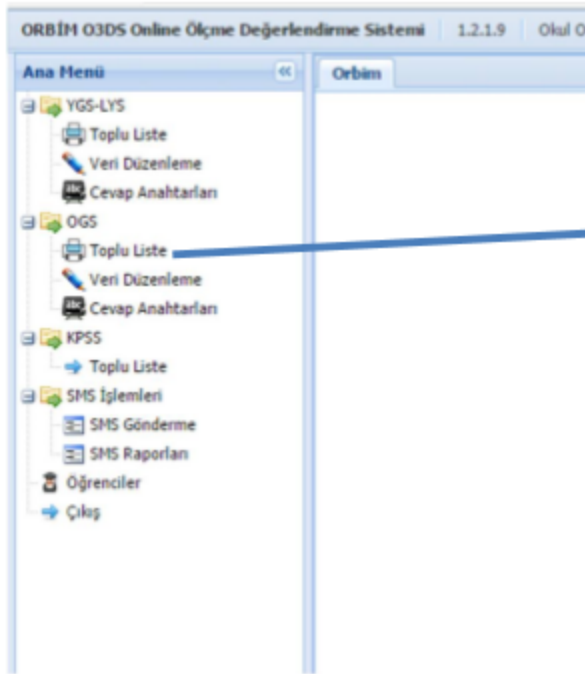 ORBİM O3DS Online Ölçme Değerlendirme Sistemi 1.2.1.9 Okul
Ana Menü Orbim
YGS-LYS
Toplu Liste
Veri Düzenleme
Cevap Anahtarları
OGS
Toplu Liste
Veri Düzenleme
Cevap Anahtarları
KPSS
Toplu Liste
SMS İşlemleri
SMS Gönderme
SMS Raporları
Öğrenciler
Çıkış